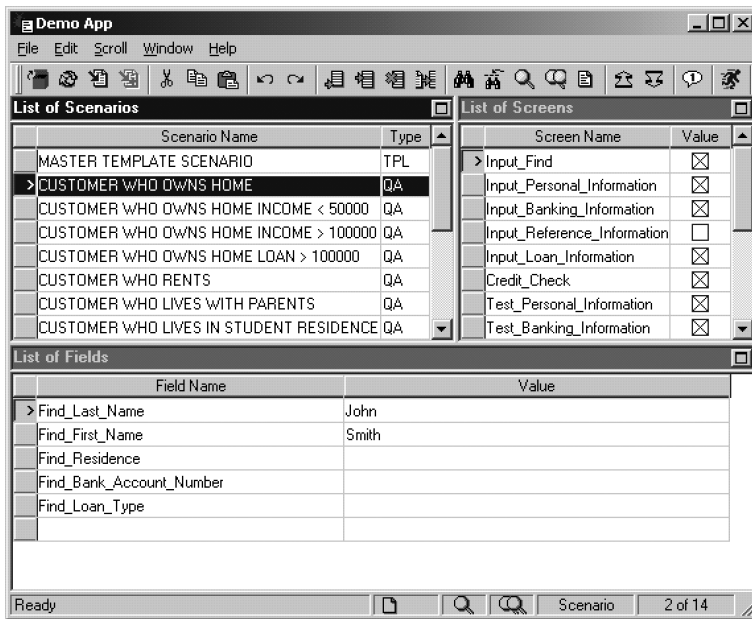 Demo App
File Edit Scroll Window Help
List of Scenarios
Scenario Name Type
MASTER TEMPLATE SCENARIO TPL
CUSTOMER WHO OWNS HOME QA
CUSTOMER WHO OWNS HOME INCOME < 50000 QA
CUSTOMER WHO OWNS HOME INCOME > 100000 QA
CUSTOMER WHO OWNS HOME LOAN > 100000 QA
CUSTOMER WHO RENTS QA
CUSTOMER WHO LIVES WITH PARENTS QA
CUSTOMER WHO LIVES IN STUDENT RESIDENCE QA
List of Screens
Screen Name Value
Input_Find
Input_Personal_Information
Input_Banking_Information
Input_Reference_Information
Input_Loan_Information
Credit_Check
Test_Personal_Information
Test_Banking_Information
List of Fields
Field Name Value
Find_Last_Name John
Find_First_Name Smith
Find_Residence
Find_Bank_Account_Number
Find_Loan_Type
Ready Scenario 2 of 14